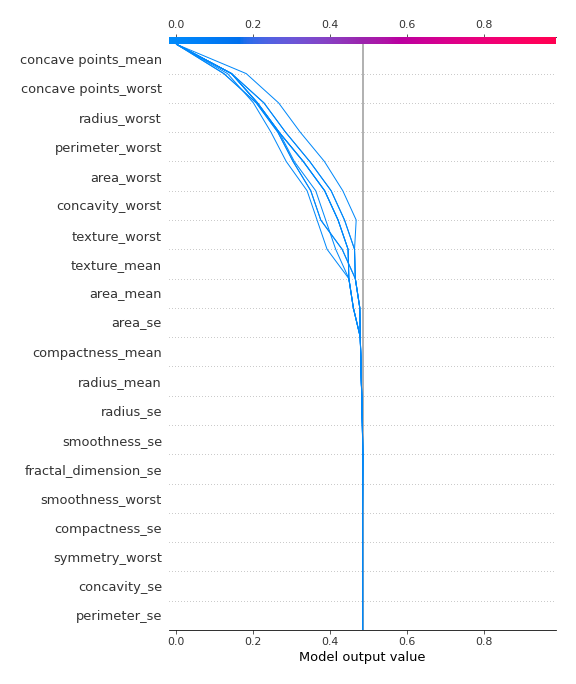 0.0 0.2 0.4 0.6 0.8
concave points_mean
concave points_worst
radius_worst
perimeter_worst
area_worst
concavity_worst
texture_worst
texture_mean
area_mean
area_se
compactness_mean
radius_mean
radius_se
smoothness_se
fractal_dimension_se
smoothness_worst
compactness_se
symmetry_worst
concavity_se
perimeter_se
0.0 0.2 0.4 0.6 0.8
Model output value